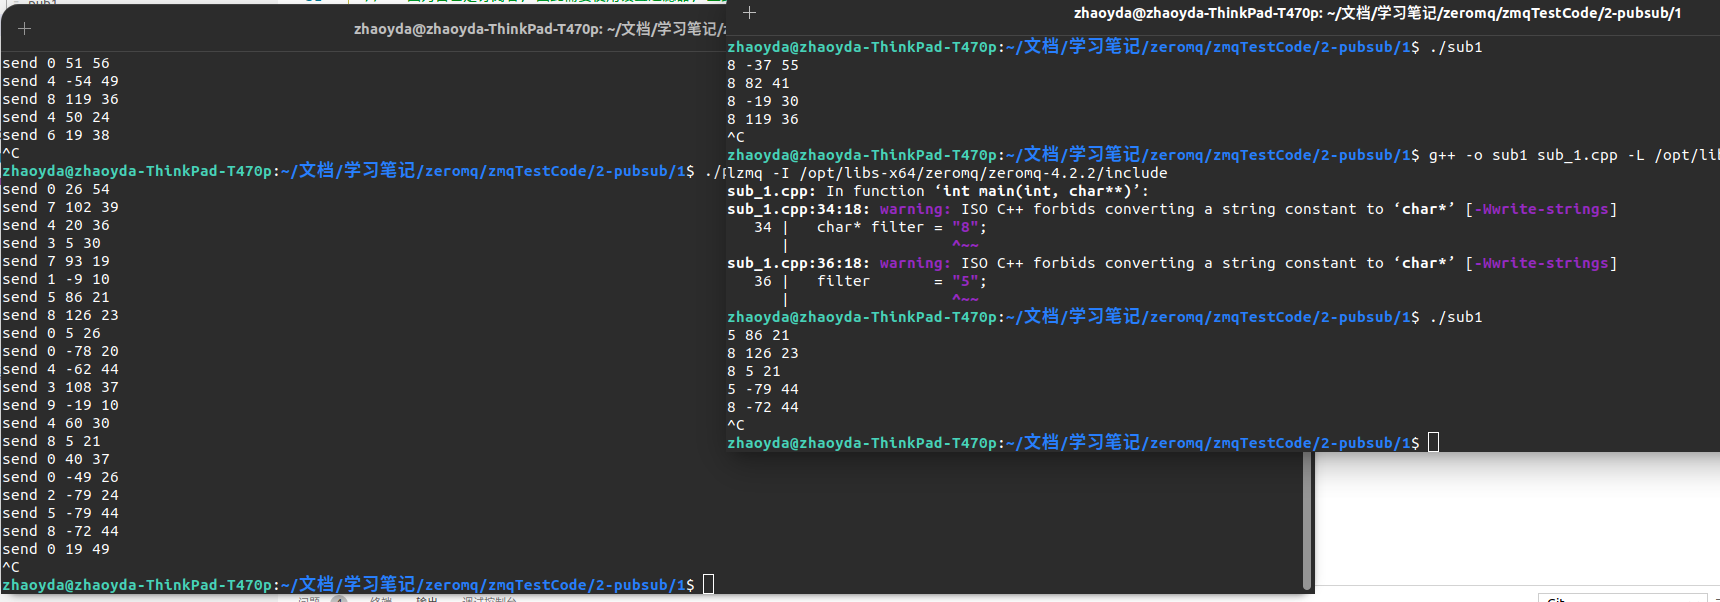 zhaoyda@zhaoyda-ThinkPad-T470p: ~/文档/学习笔记/
send 0 51 56
send 4 -54 49
send 8 119 36
send 4 50 24
send 6 19 38
^C
zhaoyda@zhaoyda-ThinkPad-T470p:~/文档/学习笔记/zeromq/zmqTestCode/2-pubsub/1$ ./
send 0 26 54
send 7 102 39
send 4 20 36
send 3 5 30
send 7 93 19
send 1 -9 10
send 5 86 21
send 8 126 23
send 0 5 26
send 0 -78 20
send 4 -62 44
send 3 108 37
send 9 -19 10
send 4 60 30
send 8 5 21
send 0 40 37
send 0 -49 26
send 2 -79 24
send 5 -79 44
send 8 -72 44
send 0 19 49
^C
zhaoyda@zhaoyda-ThinkPad-T470p:~/文档/学习笔记/zeromq/zmqTestCode/2-pubsub/1$
zhaoyda@zhaoyda-ThinkPad-T470p: ~/文档/学习笔记/zeromq/zmqTestCode/2-pubsub/1
zhaoyda@zhaoyda-ThinkPad-T470p:~/文档/学习笔记/zeromq/zmqTestCode/2-pubsub/1$ ./sub1
8 -37 55
8 82 41
8 -19 30
8 119 36
^C
zhaoyda@zhaoyda-ThinkPad-T470p:~/文档/学习笔记/zeromq/zmqTestCode/2-pubsub/1$ g++ -o sub1 sub_1.cpp -L /opt/lib
lzmq -I /opt/libs-x64/zeromq/zeromq-4.2.2/include
sub_1.cpp: In function ‘int main(int, char**)’:
sub_1.cpp:34:18: warning: ISO C++ forbids converting a string constant to ‘char*’ [-Wwrite-strings]
34 | char* filter = "8";
| ^~~
sub_1.cpp:36:18: warning: ISO C++ forbids converting a string constant to ‘char*’ [-Wwrite-strings]
36 | filter = "5";
| ^~~
zhaoyda@zhaoyda-ThinkPad-T470p:~/文档/学习笔记/zeromq/zmqTestCode/2-pubsub/1$ ./sub1
5 86 21
8 126 23
8 5 21
5 -79 44
8 -72 44
^C
zhaoyda@zhaoyda-ThinkPad-T470p:~/文档/学习笔记/zeromq/zmqTestCode/2-pubsub/1$